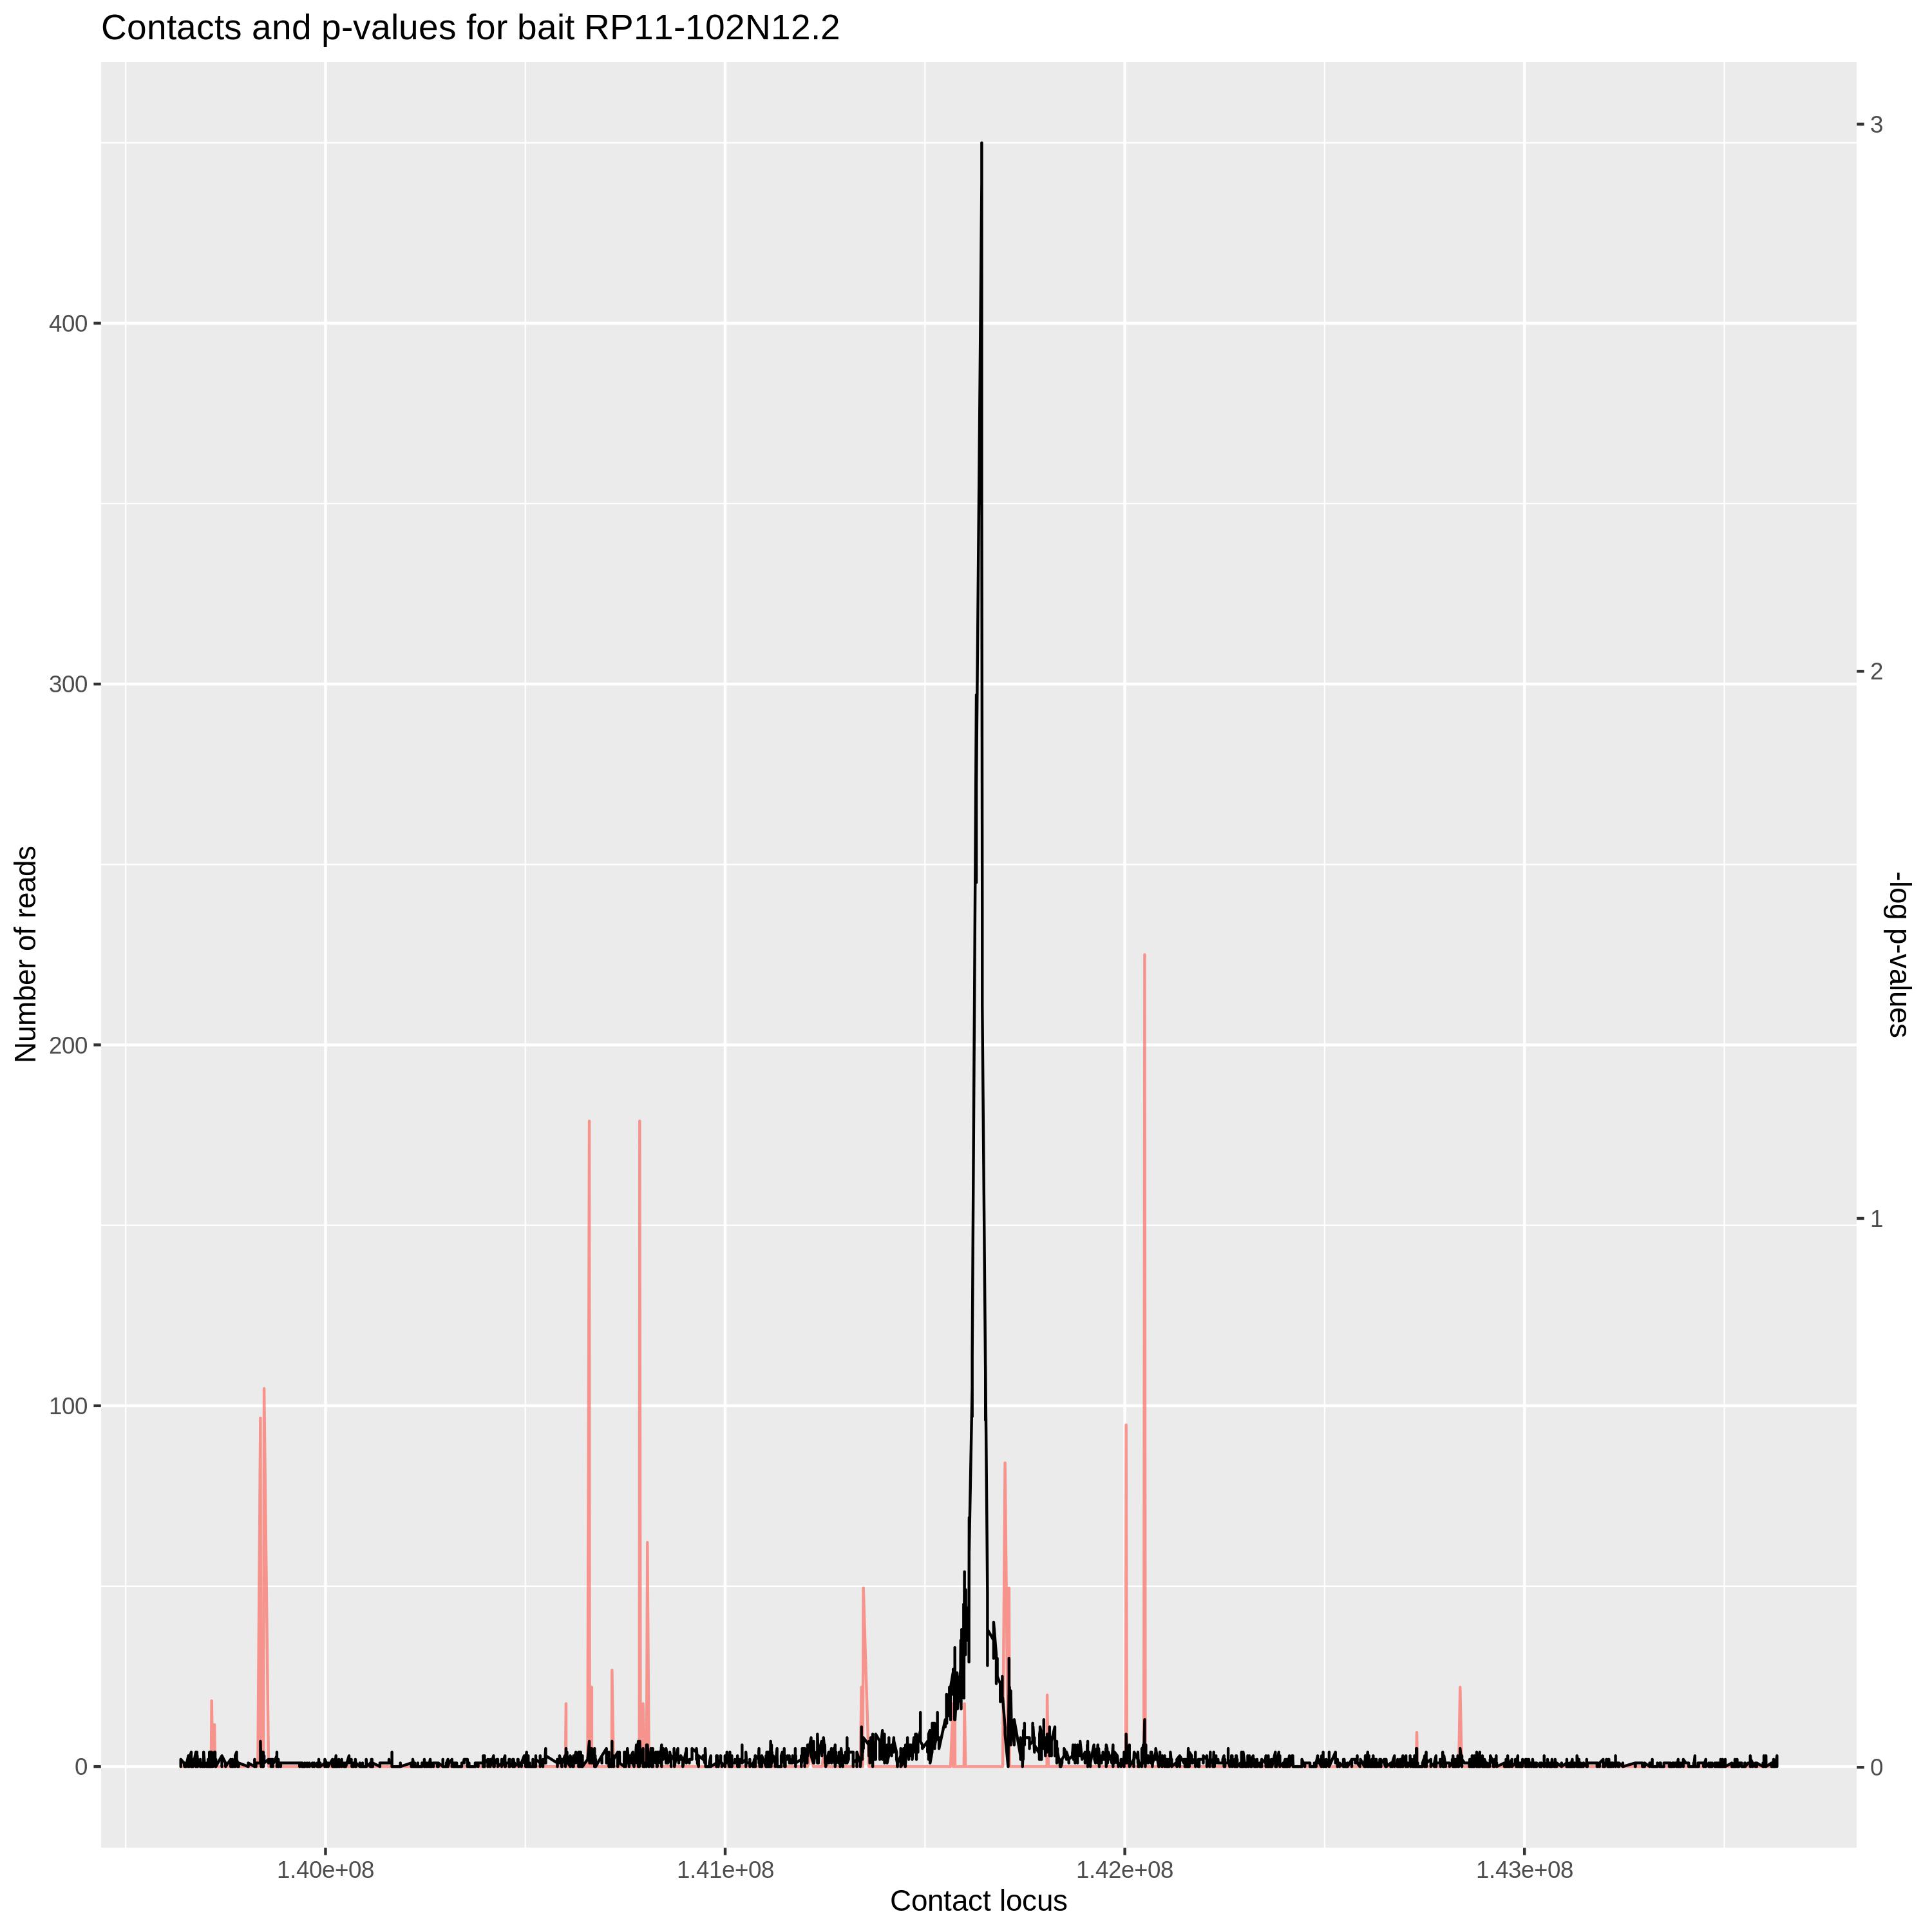 Contacts and p-values for bait RP11-102N12.2
Number of reads
400
300
200
100
0
3
2
1
0
-log p-values
1.40e+08 1.41e+08 1.42e+08 1.43e+08
Contact locus